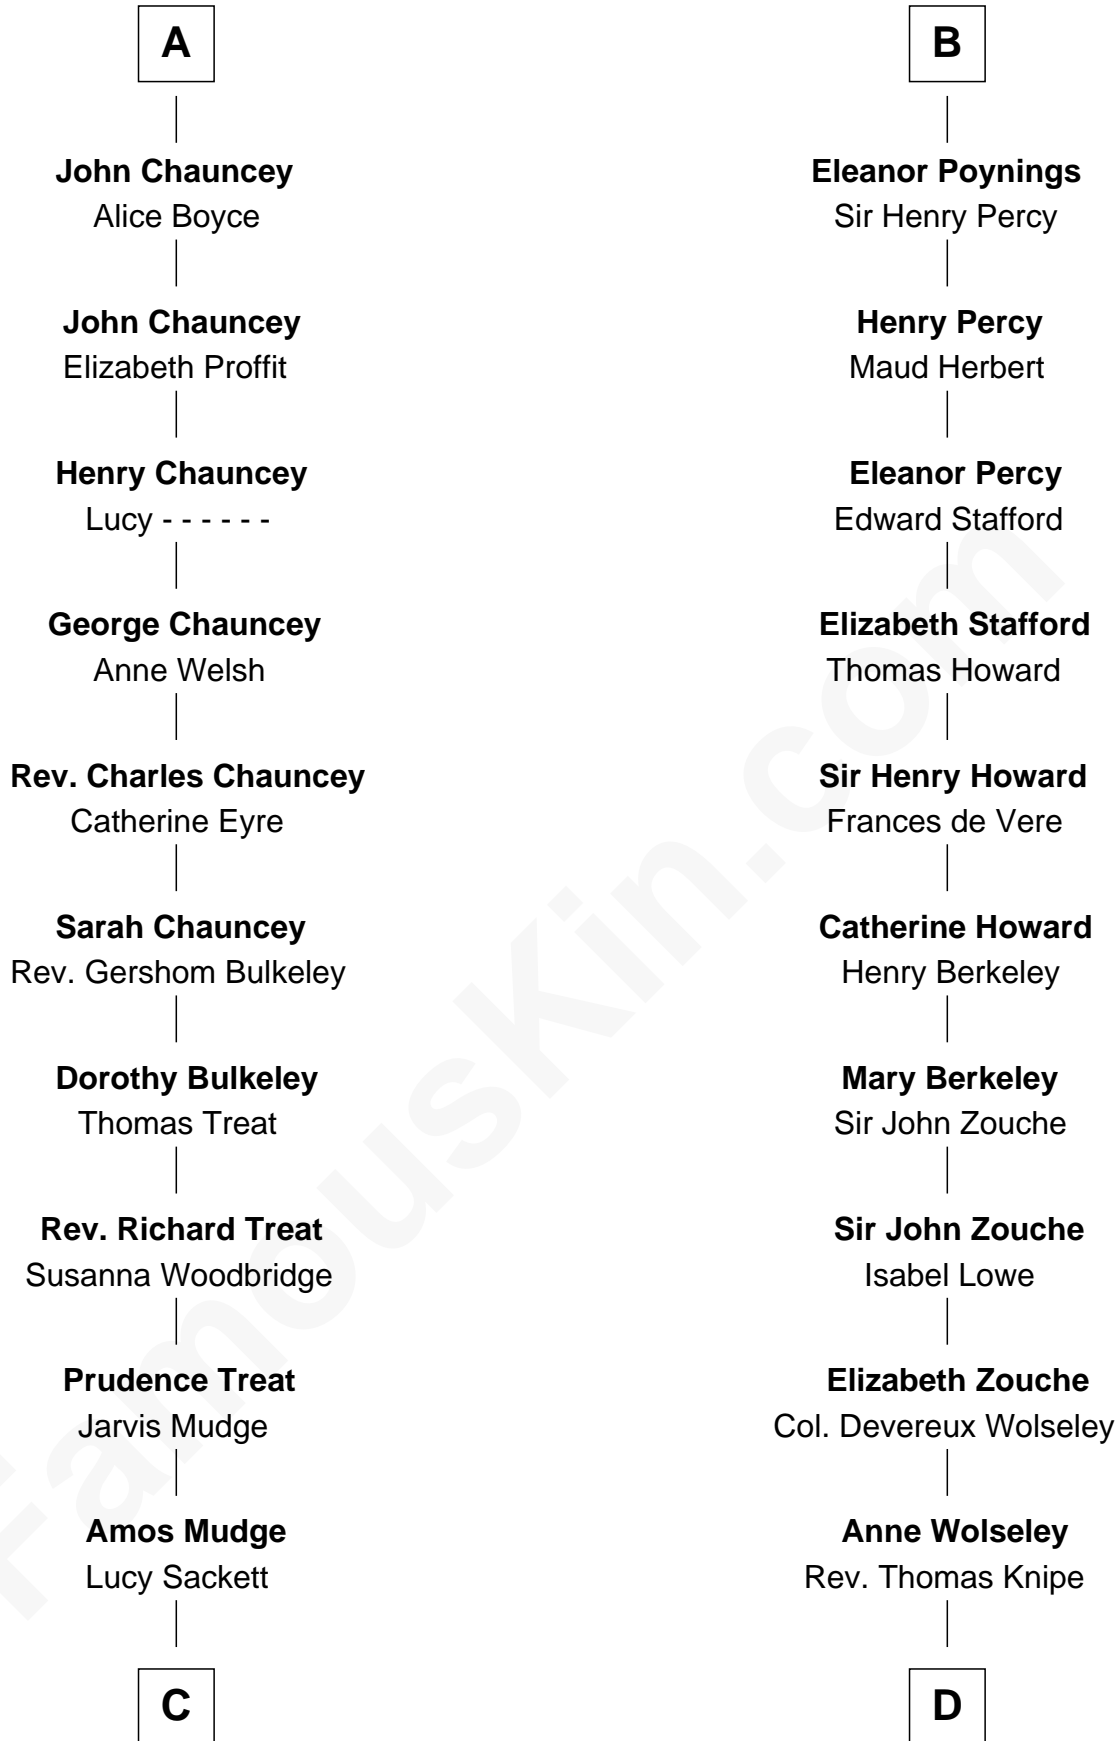 A
John Chauncey
Alice Boyce
John Chauncey
Elizabeth Proffit
Henry Chauncey
Lucy - - - - - -
George Chauncey
Anne Welsh
Rev. Charles Chauncey
Catherine Eyre
Sarah Chauncey
Rev. Gershom Bulkeley
Dorothy Bulkeley
Thomas Treat
Rev. Richard Treat
Susanna Woodbridge
Prudence Treat
Jarvis Mudge
Amos Mudge
Lucy Sackett
C
B
Eleanor Poynings
Sir Henry Percy
Henry Percy
Maud Herbert
Eleanor Percy
Edward Stafford
Elizabeth Stafford
Thomas Howard
Sir Henry Howard
Frances de Vere
Catherine Howard
Henry Berkeley
Mary Berkeley
Sir John Zouche
Sir John Zouche
Isabel Lowe
Elizabeth Zouche
Col. Devereux Wolseley
Anne Wolseley
Rev. Thomas Knipe
D
FamousKin.com